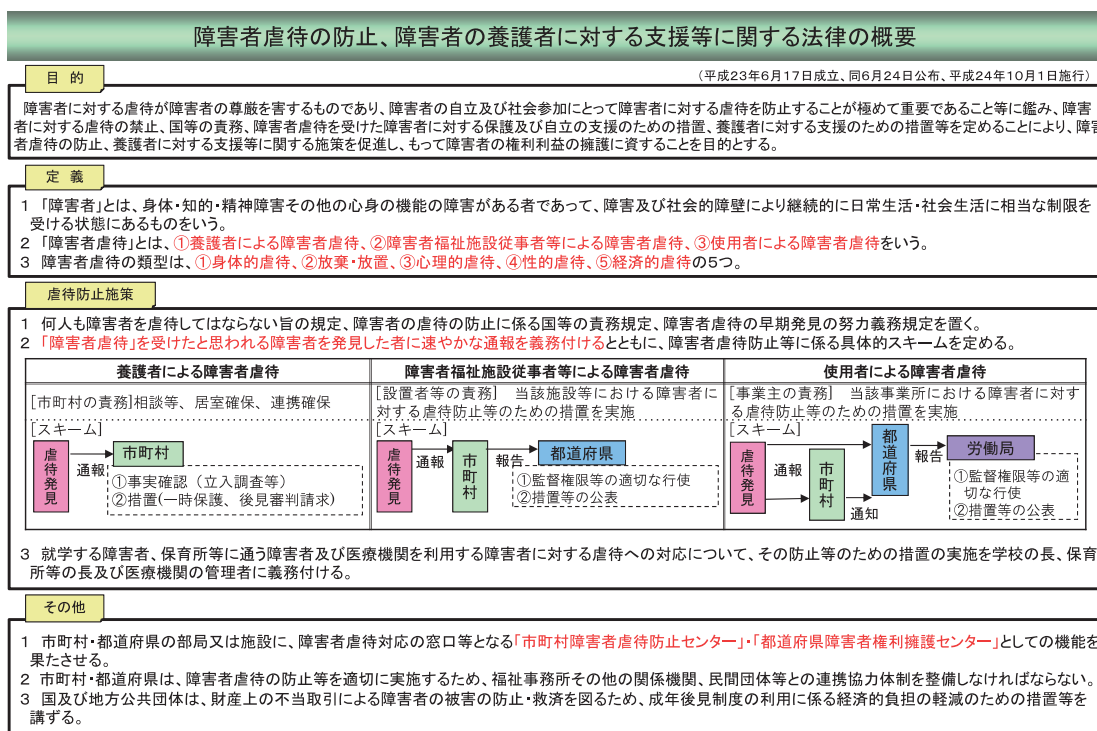 障害者虐待の防止、障害者の養護者に対する支援等に関する法律の概要
目 的
（平成23年6月17日成立、同6月24日公布、平成24年10月1日施行）
障害者に対する虐待が障害者の尊厳を害するものであり、障害者の自立及び社会参加にとって障害者に対する虐待を防止することが極めて重要であること等に鑑み、障害
者に対する虐待の禁止、国等の責務、障害者虐待を受けた障害者に対する保護及び自立の支援のための措置、養護者に対する支援のための措置等を定めることにより、障害
者虐待の防止、養護者に対する支援等に関する施策を促進し、もって障害者の権利利益の擁護に資することを目的とする。
定 義
1 「障害者」とは、身体・知的・精神障害その他の心身の機能の障害がある者であって、障害及び社会的障壁により継続的に日常生活・社会生活に相当な制限を
受ける状態にあるものをいう。
2 「障害者虐待」とは、①養護者による障害者虐待、②障害者福祉施設従事者等による障害者虐待、③使用者による障害者虐待をいう。
3 障害者虐待の類型は、①身体的虐待、②放棄・放置、③心理的虐待、④性的虐待、⑤経済的虐待の5つ。
虐待防止施策
1 何人も障害者を虐待してはならない旨の規定、障害者の虐待の防止に係る国等の責務規定、障害者虐待の早期発見の努力義務規定を置く。
2 「障害者虐待」を受けたと思われる障害者を発見した者に速やかな通報を義務付けるとともに、障害者虐待防止等に係る具体的スキームを定める。
養護者による障害者虐待
[市町村の責務]相談等、居室確保、連携確保
[スキーム]
虐待発見
通報
市町村
①事実確認（立入調査等）
②措置(一時保護、後見審判請求)
障害者福祉施設従事者等による障害者虐待
[設置者等の責務] 当該施設等における障害者に
対する虐待防止等のための措置を実施
[スキーム]
虐待発見
通報
市町村
報告
都道府県
①監督権限等の適切な行使
②措置等の公表
使用者による障害者虐待
[事業主の責務] 当該事業所における障害者に対す
る虐待防止等のための措置を実施
[スキーム]
虐待発見
通報
市町村
通知
都道府県
報告
労働局
①監督権限等の適
切な行使
②措置等の公表
3 就学する障害者、保育所等に通う障害者及び医療機関を利用する障害者に対する虐待への対応について、その防止等のための措置の実施を学校の長、保育
所等の長及び医療機関の管理者に義務付ける。
その他
1 市町村・都道府県の部局又は施設に、障害者虐待対応の窓口等となる「市町村障害者虐待防止センター」・「都道府県障害者権利擁護センター」としての機能を
果たさせる。
2 市町村・都道府県は、障害者虐待の防止等を適切に実施するため、福祉事務所その他の関係機関、民間団体等との連携協力体制を整備しなければならない。
3 国及び地方公共団体は、財産上の不当取引による障害者の被害の防止・救済を図るため、成年後見制度の利用に係る経済的負担の軽減のための措置等を
講ずる。